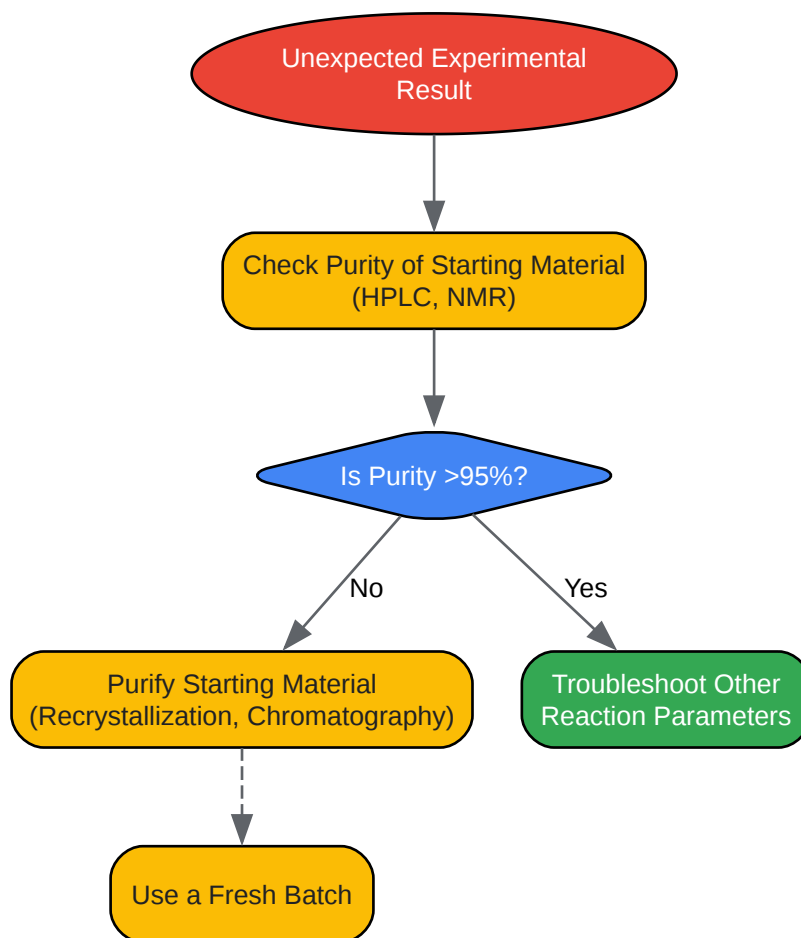 Unexpected Experimental
Result
Check Purity of Starting Material
(HPLC, NMR)
Is Purity >95%?
No
Yes
Purify Starting Material
(Recrystallization, Chromatography)
Troubleshoot Other
Reaction Parameters
Use a Fresh Batch